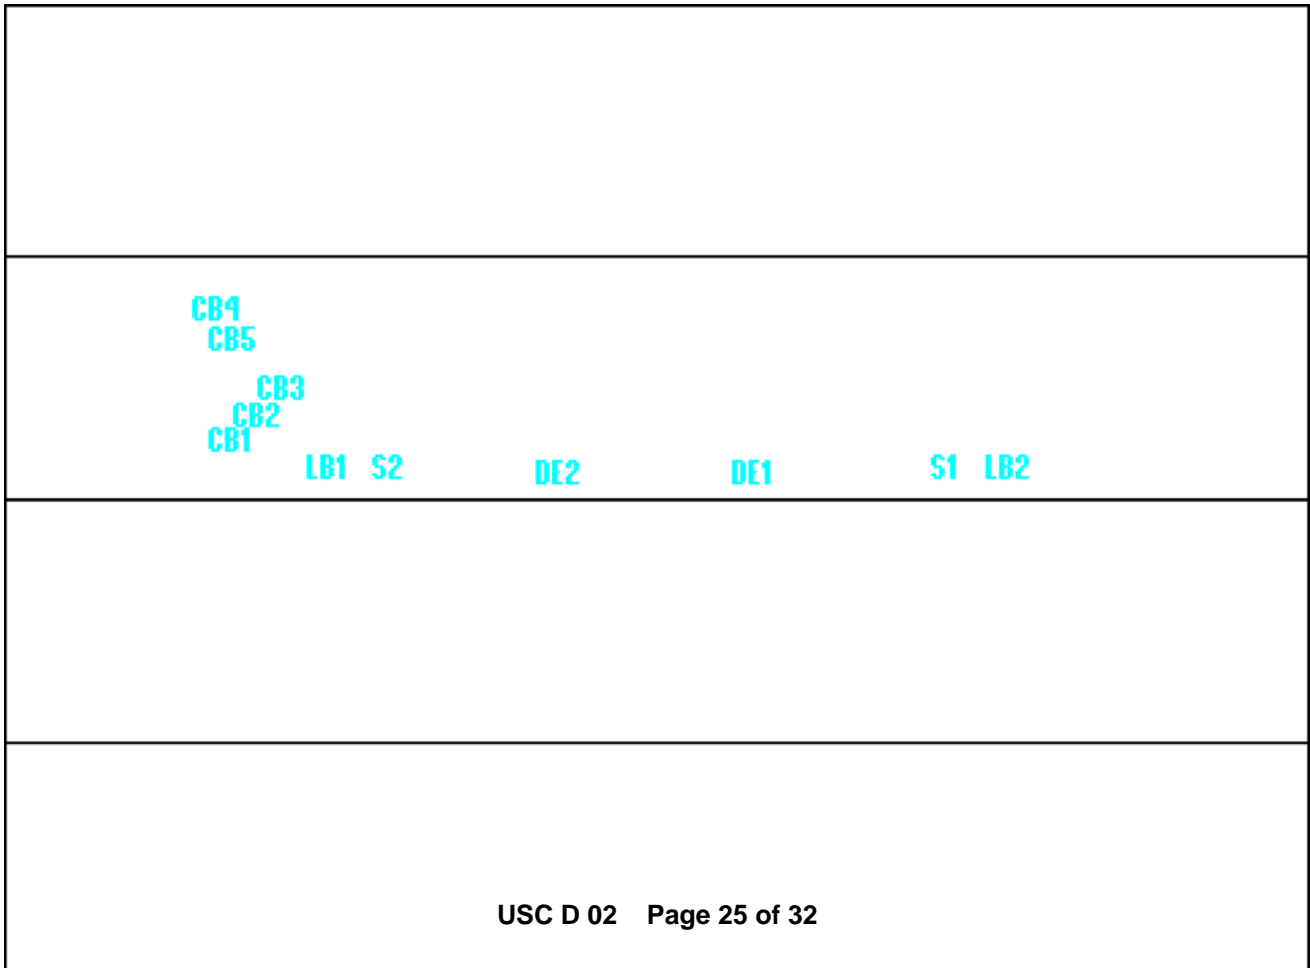 CB4
CB5
CB3
CB2
CB1
LB1 S2 DE2 DE1 S1 LB2
USC D 02 Page 25 of 32